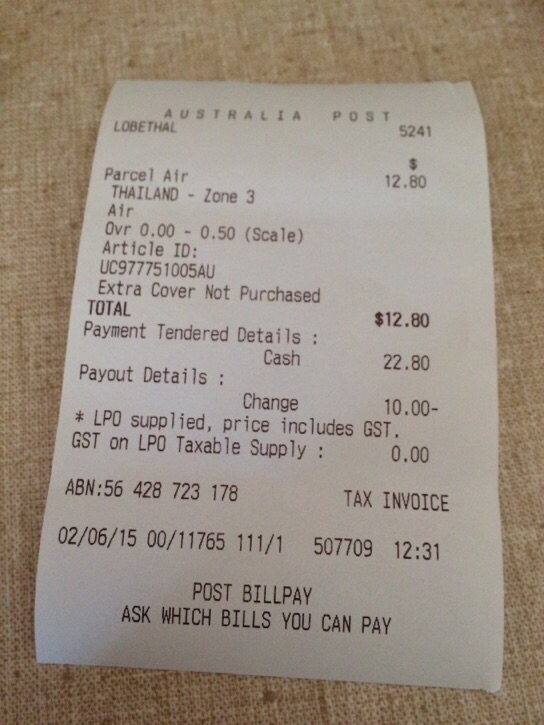 AUSTRALIA POST
LOBETHAL 5241
$
Parcel Air 12.80
THAILAND - Zone 3
Air
Ovr 0.00 - 0.50 (Scale)
Article ID:
UC977751005AU
Extra Cover Not Purchased
TOTAL $12.80
Payment Tendered Details :
Cash 22.80
Payout Details :
Change 10.00-
* LPO supplied, price includes GST.
GST on LPO Taxable Supply : 0.00
ABN:56 428 723 178 TAX INVOICE
02/06/15 00/11765 111/1 507709 12:31
POST BILLPAY
ASK WHICH BILLS YOU CAN PAY